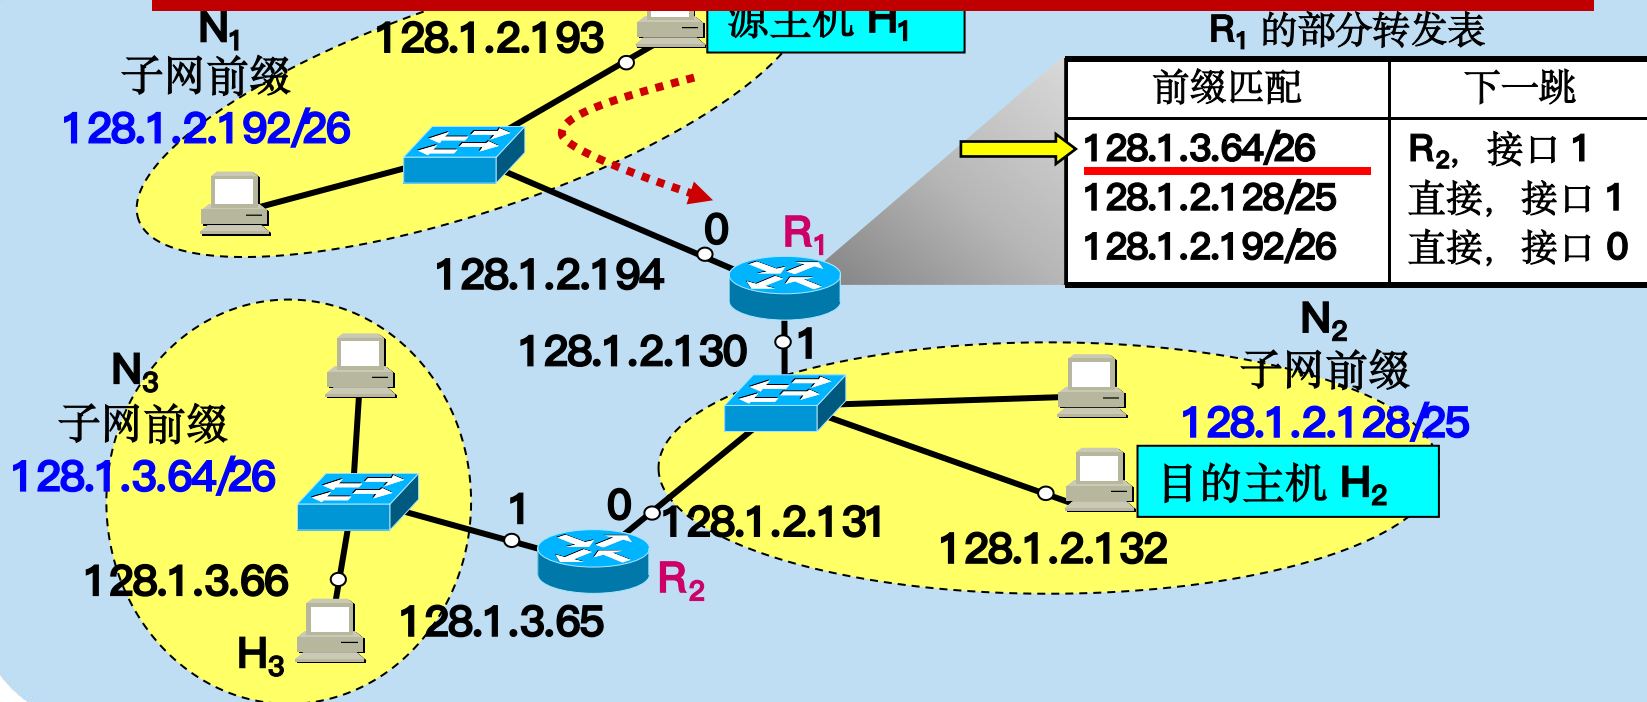 N₁
子网前缀
128.1.2.192/26
128.1.2.193
源主机 H₁
R₁ 的部分转发表
前缀匹配 下一跳
128.1.3.64/26 R₂，接口 1
128.1.2.128/25 直接，接口 1
128.1.2.192/26 直接，接口 0
0
R₁
128.1.2.194
128.1.2.130
1
N₂
子网前缀
128.1.2.128/25
目的主机 H₂
128.1.2.132
N₃
子网前缀
128.1.3.64/26
1
0
128.1.2.131
R₂
128.1.3.66
128.1.3.65
H₃